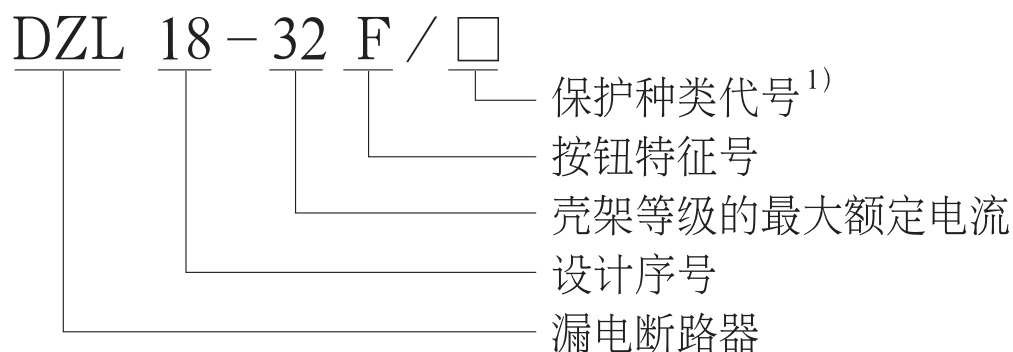 DZL 18-32 F/□
保护种类代号1)
按钮特征号
壳架等级的最大额定电流
设计序号
漏电断路器